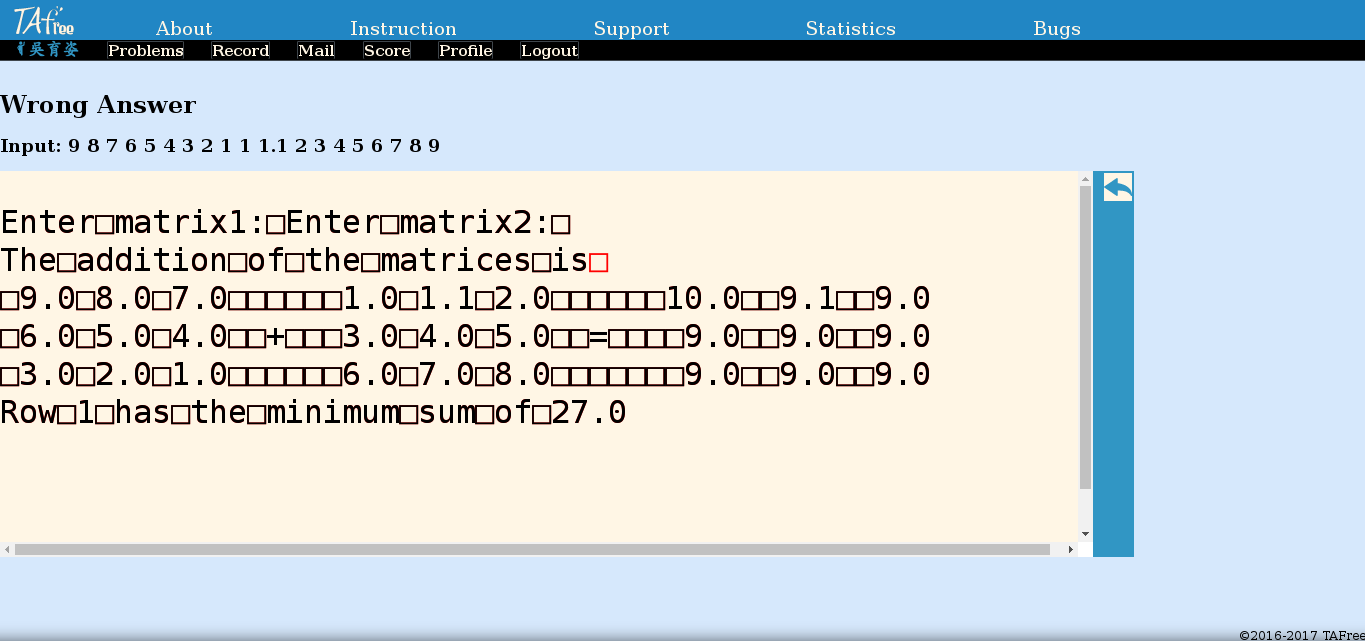 TAfree
About Instruction Support Statistics Bugs
吳育姿 Problems Record Mail Score Profile Logout
Wrong Answer
Input: 9 8 7 6 5 4 3 2 1 1 1.1 2 3 4 5 6 7 8 9
Enter□matrix1:□Enter□matrix2:□
The□addition□of□the□matrices□is□
□9.0□8.0□7.0□□□□□□1.0□1.1□2.0□□□□□□10.0□□9.1□□9.0
□6.0□5.0□4.0□□+□□□3.0□4.0□5.0□□=□□□□9.0□□9.0□□9.0
□3.0□2.0□1.0□□□□□□6.0□7.0□8.0□□□□□□□9.0□□9.0□□9.0
Row□1□has□the□minimum□sum□of□27.0
©2016-2017 TAFree